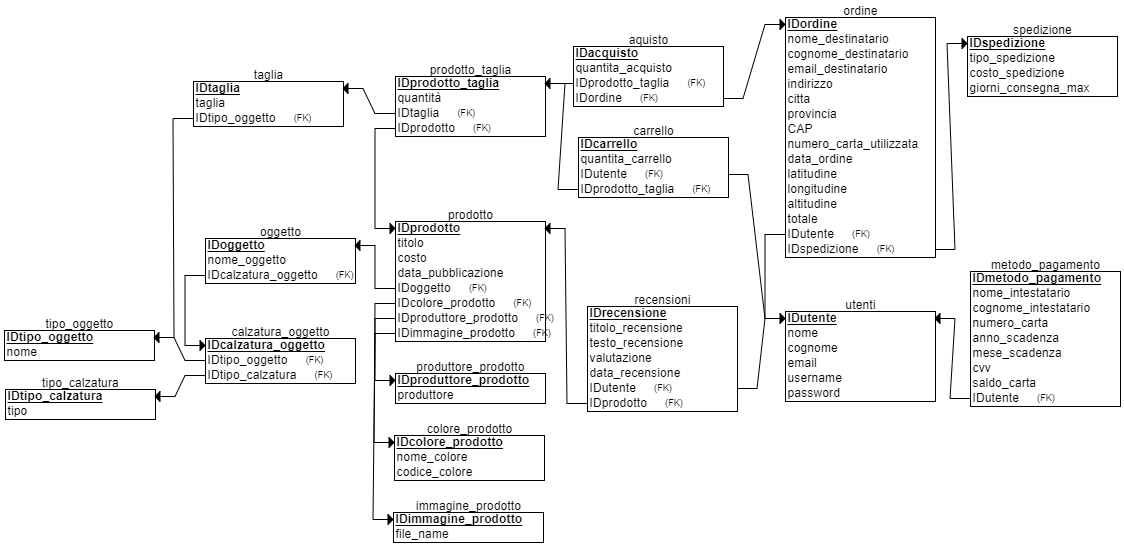 taglia
IDtaglia
taglia
IDtipo_oggetto (FK)
prodotto_taglia
IDprodotto_taglia
quantità
IDtaglia (FK)
IDprodotto (FK)
aquisto
IDacquisto
quantita_acquisto
IDprodotto_taglia (FK)
IDordine (FK)
carrello
IDcarrello
quantita_carrello
IDutente (FK)
IDprodotto_taglia (FK)
ordine
IDordine
nome_destinatario
cognome_destinatario
email_destinatario
indirizzo
citta
provincia
CAP
numero_carta_utilizzata
data_ordine
latitudine
longitudine
altitudine
totale
IDutente (FK)
IDspedizione (FK)
spedizione
IDspedizione
tipo_spedizione
costo_spedizione
giorni_consegna_max
oggetto
IDoggetto
nome_oggetto
IDcalzatura_oggetto (FK)
prodotto
IDprodotto
titolo
costo
data_pubblicazione
IDoggetto (FK)
IDcolore_prodotto (FK)
IDproduttore_prodotto (FK)
IDimmagine_prodotto (FK)
tipo_oggetto
IDtipo_oggetto
nome
calzatura_oggetto
IDcalzatura_oggetto
IDtipo_oggetto (FK)
IDtipo_calzatura (FK)
tipo_calzatura
IDtipo_calzatura
tipo
recensioni
IDrecensione
titolo_recensione
testo_recensione
valutazione
data_recensione
IDutente (FK)
IDprodotto (FK)
utenti
IDutente
nome
cognome
email
username
password
metodo_pagamento
IDmetodo_pagamento
nome_intestatario
cognome_intestatario
numero_carta
anno_scadenza
mese_scadenza
cvv
saldo_carta
IDutente (FK)
produttore_prodotto
IDproduttore_prodotto
produttore
colore_prodotto
IDcolore_prodotto
nome_colore
codice_colore
immagine_prodotto
IDimmagine_prodotto
file_name